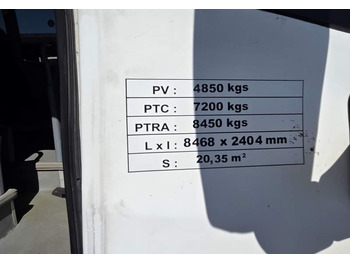 PV : 4850 kgs
PTC : 7200 kgs
PTRA : 8450 kgs
L x l : 8468 x 2404 mm
S : 20,35 m²